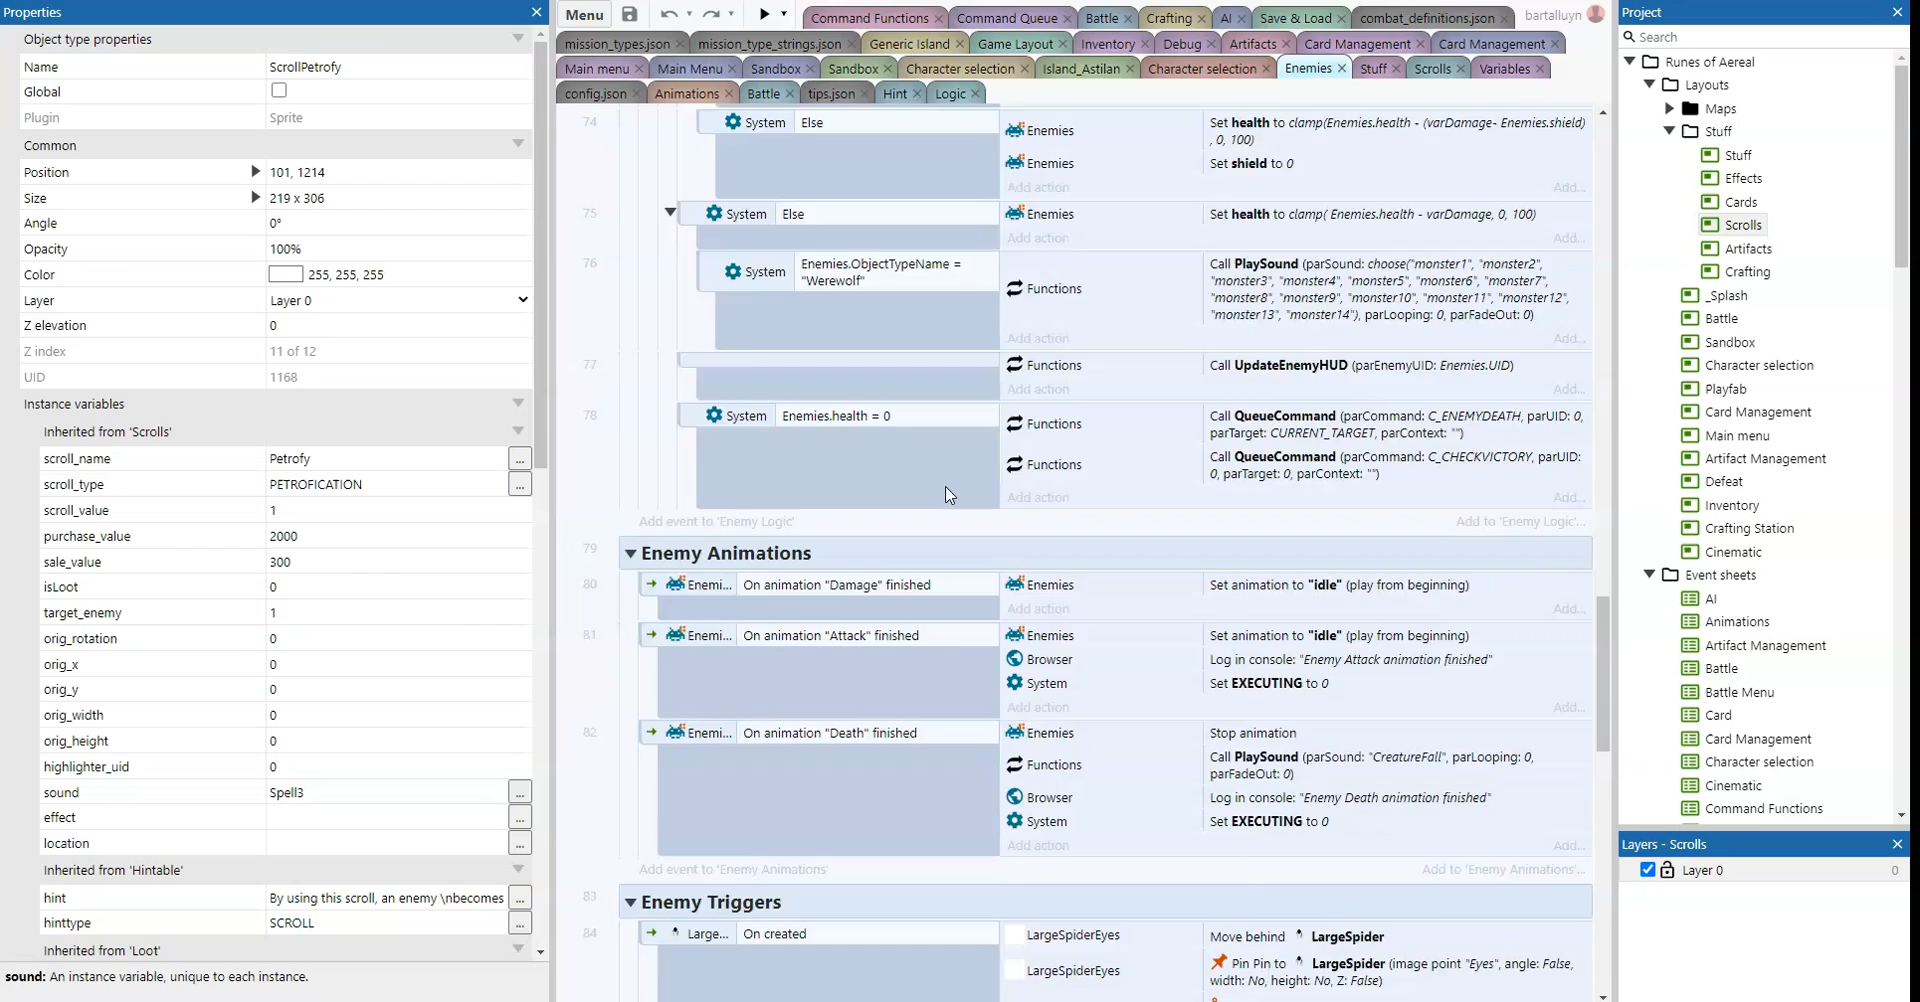 Properties
Object type properties
Name ScrollPetrofy
Global
Plugin Sprite
Common
Position 101, 1214
Size 219 x 306
Angle 0°
Opacity 100%
Color 255, 255, 255
Layer Layer 0
Z elevation 0
Z index 11 of 12
UID 1168
Instance variables
Inherited from 'Scrolls'
scroll_name Petrofy ...
scroll_type PETROFICATION ...
scroll_value 1
purchase_value 2000
sale_value 300
isLoot 0
target_enemy 1
orig_rotation 0
orig_x 0
orig_y 0
orig_width 0
orig_height 0
highlighter_uid 0
sound Spell3 ...
effect ...
location ...
Inherited from 'Hintable'
hint By using this scroll, an enemy \nbecomes ...
hinttype SCROLL ...
Inherited from 'Loot'
sound: An instance variable, unique to each instance.
Menu Command Functions Command Queue Battle Crafting AI Save & Load combat_definitions.json bartalluyn
mission_types.json mission_type_strings.json Generic Island Game Layout Inventory Debug Artifacts Card Management Card Management
Main menu Main Menu Sandbox Sandbox Character selection Island_Astilan Character selection Enemies Stuff Scrolls Variables
config.json Animations Battle tips.json Hint Logic
74 System Else Enemies Set health to clamp(Enemies.health - (varDamage- Enemies.shield)
, 0, 100)
Enemies Set shield to 0
Add action Add...
75 System Else Enemies Set health to clamp( Enemies.health - varDamage, 0, 100)
Add action Add...
76 System Enemies.ObjectTypeName =
"Werewolf"
Functions Call PlaySound (parSound: choose("monster1", "monster2",
"monster3", "monster4", "monster5", "monster6", "monster7",
"monster8", "monster9", "monster10", "monster11", "monster12",
"monster13", "monster14"), parLooping: 0, parFadeOut: 0)
Add action Add...
77 Functions Call UpdateEnemyHUD (parEnemyUID: Enemies.UID)
Add action Add...
78 System Enemies.health = 0 Functions Call QueueCommand (parCommand: C_ENEMYDEATH, parUID: 0,
parTarget: CURRENT_TARGET, parContext: "")
Functions Call QueueCommand (parCommand: C_CHECKVICTORY, parUID:
0, parTarget: 0, parContext: "")
Add action Add...
Add event to 'Enemy Logic' Add to 'Enemy Logic'...
79 Enemy Animations
80 Enemi... On animation "Damage" finished Enemies Set animation to "idle" (play from beginning)
Add action Add...
81 Enemi... On animation "Attack" finished Enemies Set animation to "idle" (play from beginning)
Browser Log in console: "Enemy Attack animation finished"
System Set EXECUTING to 0
Add action Add...
82 Enemi... On animation "Death" finished Enemies Stop animation
Functions Call PlaySound (parSound: "CreatureFall", parLooping: 0,
parFadeOut: 0)
Browser Log in console: "Enemy Death animation finished"
System Set EXECUTING to 0
Add action Add...
Add event to 'Enemy Animations' Add to 'Enemy Animations'...
83 Enemy Triggers
84 Large... On created LargeSpiderEyes Move behind LargeSpider
LargeSpiderEyes Pin Pin to LargeSpider (image point "Eyes", angle: False,
width: No, height: No, Z: False)
Project
Search
Runes of Aereal
Layouts
Maps
Stuff
Stuff
Effects
Cards
Scrolls
Artifacts
Crafting
_Splash
Battle
Sandbox
Character selection
Playfab
Card Management
Main menu
Artifact Management
Defeat
Inventory
Crafting Station
Cinematic
Event sheets
AI
Animations
Artifact Management
Battle
Battle Menu
Card
Card Management
Character selection
Cinematic
Command Functions
Layers - Scrolls
Layer 0 0